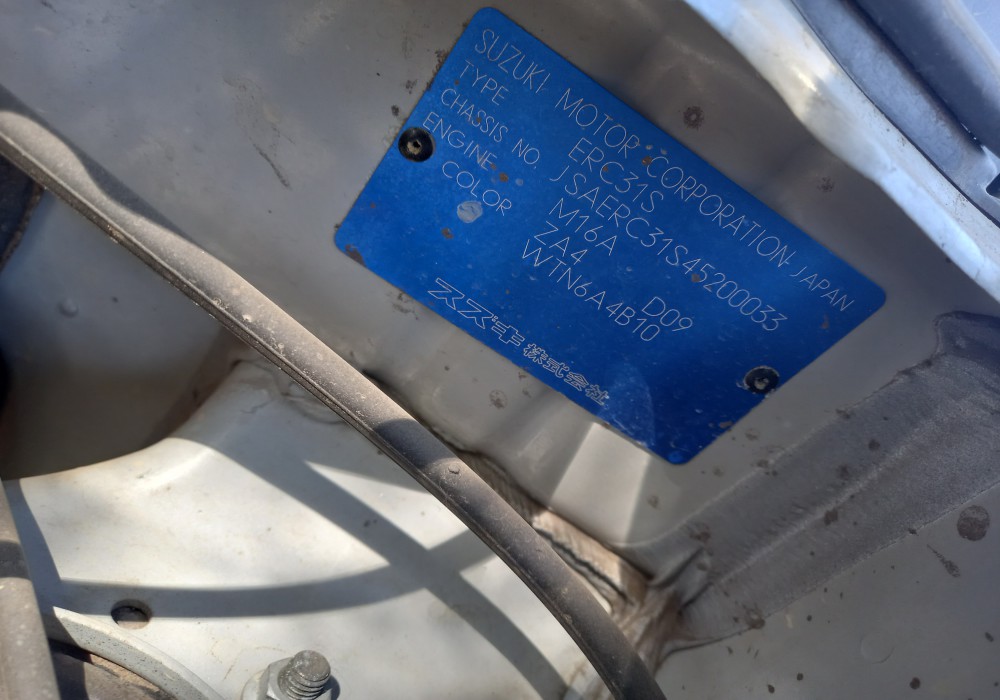 SUZUKI MOTOR CORPORATION JAPAN
TYPE ERC31S
CHASSIS NO. JSAERC31S45200033
ENGINE M16A D09
COLOR ZA4
WTN6A4B10
スズキ株式会社